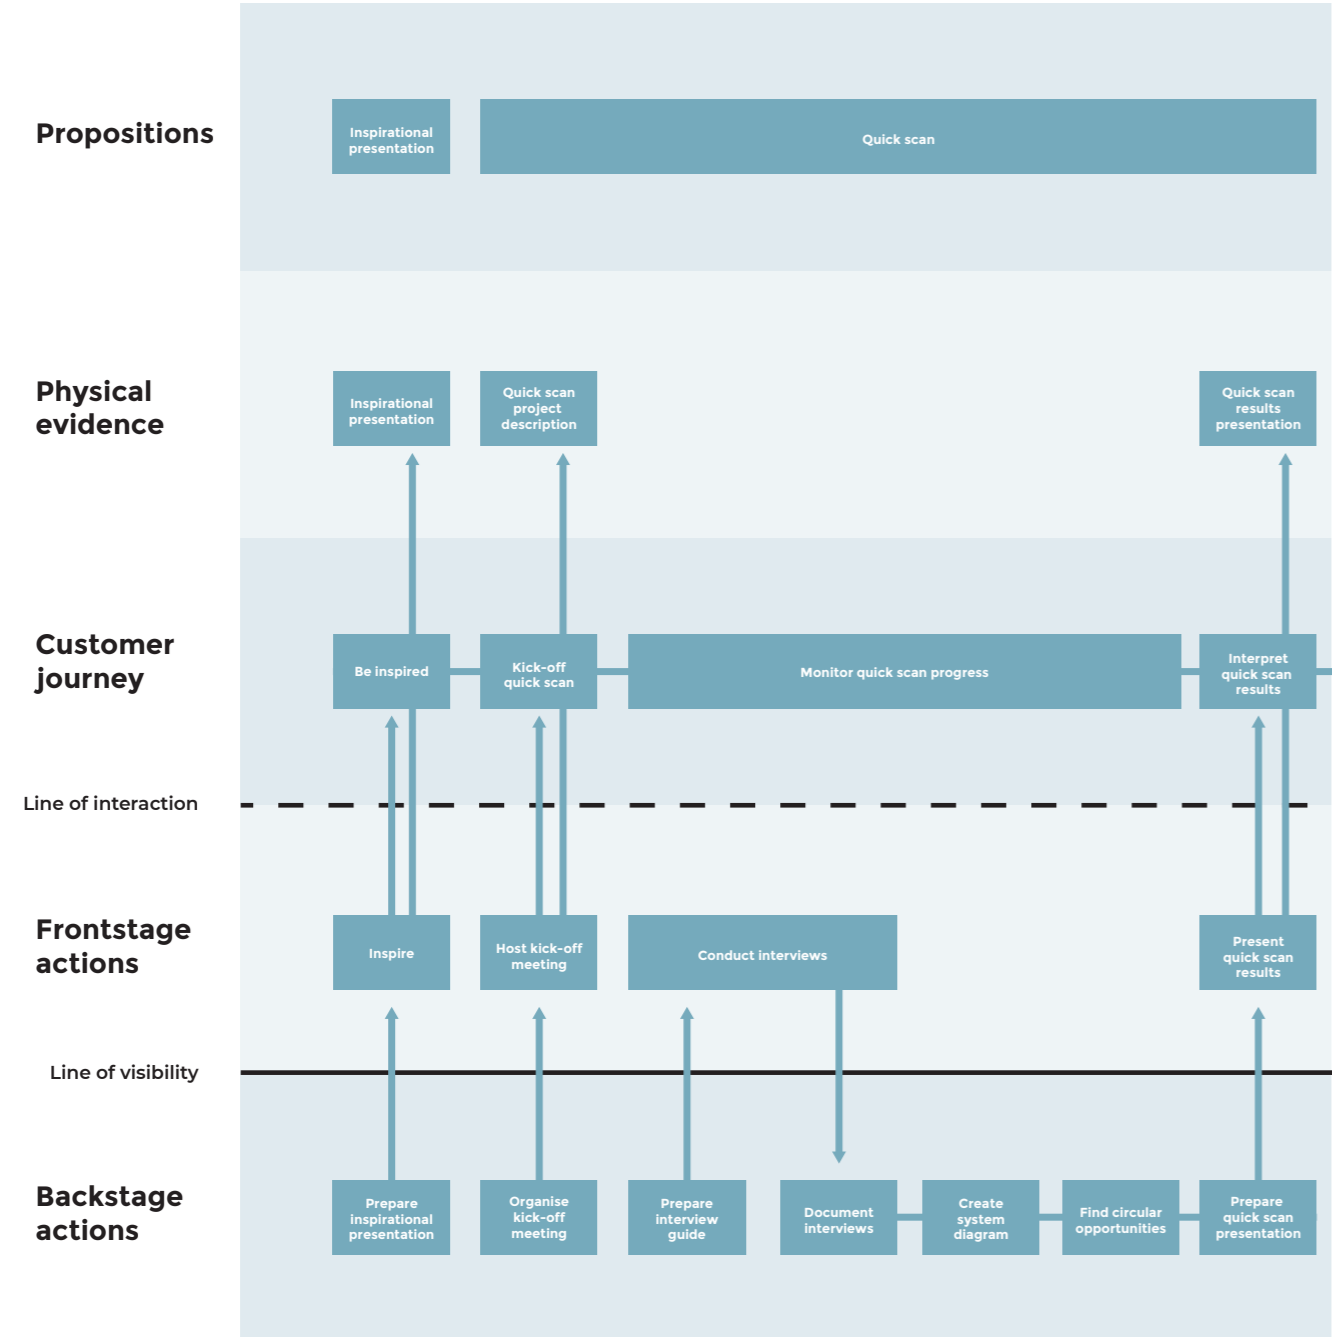 Propositions
Inspirational
presentation
Quick scan
Physical
evidence
Inspirational
presentation
Quick scan
project
description
Quick scan
results
presentation
Customer
journey
Be inspired
Kick-off
quick scan
Monitor quick scan progress
Interpret
quick scan
results
Line of interaction
Frontstage
actions
Inspire
Host kick-off
meeting
Conduct interviews
Present
quick scan
results
Line of visibility
Backstage
actions
Prepare
inspirational
presentation
Organise
kick-off
meeting
Prepare
interview
guide
Document
interviews
Create
system
diagram
Find circular
opportunities
Prepare
quick scan
presentation